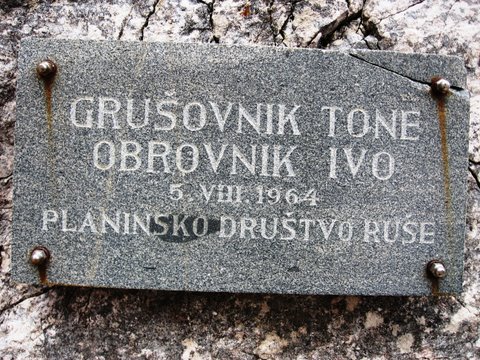 GRUŠOVNIK TONE
OBROVNIK IVO
5. VIII. 1964
PLANINSKO DRUŠTVO RUŠE